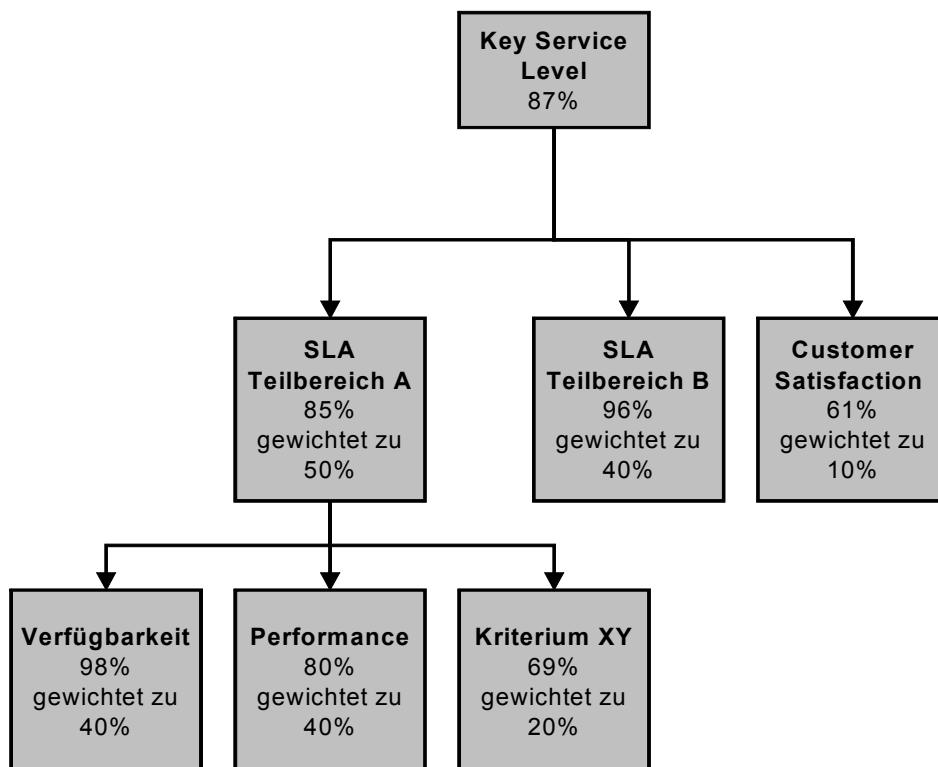 Key Service
Level
87%
SLA
Teilbereich A
85%
gewichtet zu
50%
SLA
Teilbereich B
96%
gewichtet zu
40%
Customer
Satisfaction
61%
gewichtet zu
10%
Verfügbarkeit
98%
gewichtet zu
40%
Performance
80%
gewichtet zu
40%
Kriterium XY
69%
gewichtet zu
20%